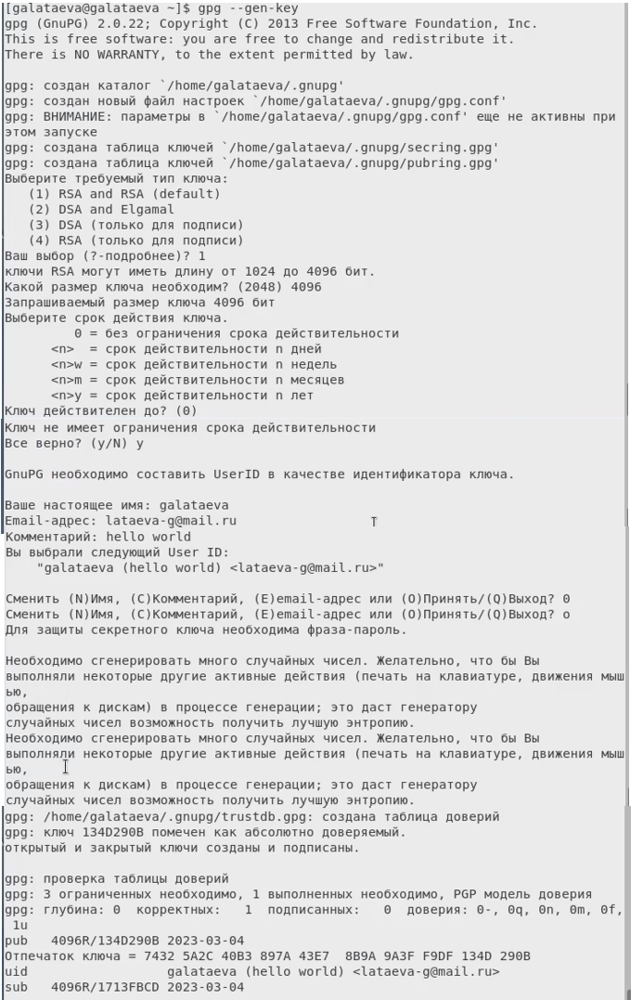 [galataeva@galataeva ~]$ gpg --gen-key
gpg (GnuPG) 2.0.22; Copyright (C) 2013 Free Software Foundation, Inc.
This is free software: you are free to change and redistribute it.
There is NO WARRANTY, to the extent permitted by law.

gpg: создан каталог `/home/galataeva/.gnupg'
gpg: создан новый файл настроек `/home/galataeva/.gnupg/gpg.conf'
gpg: ВНИМАНИЕ: параметры в `/home/galataeva/.gnupg/gpg.conf' еще не активны при
этом запуске
gpg: создана таблица ключей `/home/galataeva/.gnupg/secring.gpg'
gpg: создана таблица ключей `/home/galataeva/.gnupg/pubring.gpg'
Выберите требуемый тип ключа:
   (1) RSA and RSA (default)
   (2) DSA and Elgamal
   (3) DSA (только для подписи)
   (4) RSA (только для подписи)
Ваш выбор (?-подробнее)? 1
ключи RSA могут иметь длину от 1024 до 4096 бит.
Какой размер ключа необходим? (2048) 4096
Запрашиваемый размер ключа 4096 бит
Выберите срок действия ключа.
         0 = без ограничения срока действительности
      <n>  = срок действительности n дней
      <n>w = срок действительности n недель
      <n>m = срок действительности n месяцев
      <n>y = срок действительности n лет
Ключ действителен до? (0)
Ключ не имеет ограничения срока действительности
Все верно? (y/N) y

GnuPG необходимо составить UserID в качестве идентификатора ключа.

Ваше настоящее имя: galataeva
Email-адрес: lataeva-g@mail.ru
Комментарий: hello world
Вы выбрали следующий User ID:
    "galataeva (hello world) <lataeva-g@mail.ru>"

Сменить (N)Имя, (C)Комментарий, (E)email-адрес или (O)Принять/(Q)Выход? 0
Сменить (N)Имя, (C)Комментарий, (E)email-адрес или (O)Принять/(Q)Выход? o
Для защиты секретного ключа необходима фраза-пароль.

Необходимо сгенерировать много случайных чисел. Желательно, что бы Вы
выполняли некоторые другие активные действия (печать на клавиатуре, движения мыш
ью,
обращения к дискам) в процессе генерации; это даст генератору
случайных чисел возможность получить лучшую энтропию.
Необходимо сгенерировать много случайных чисел. Желательно, что бы Вы
выполняли некоторые другие активные действия (печать на клавиатуре, движения мыш
ью,
обращения к дискам) в процессе генерации; это даст генератору
случайных чисел возможность получить лучшую энтропию.
gpg: /home/galataeva/.gnupg/trustdb.gpg: создана таблица доверий
gpg: ключ 134D290B помечен как абсолютно доверяемый.
открытый и закрытый ключи созданы и подписаны.

gpg: проверка таблицы доверий
gpg: 3 ограниченных необходимо, 1 выполненных необходимо, PGP модель доверия
gpg: глубина: 0  корректных:   1  подписанных:   0  доверия: 0-, 0q, 0n, 0m, 0f,
 1u
pub   4096R/134D290B 2023-03-04
Отпечаток ключа = 7432 5A2C 40B3 897A 43E7  8B9A 9A3F F9DF 134D 290B
uid                  galataeva (hello world) <lataeva-g@mail.ru>
sub   4096R/1713FBCD 2023-03-04